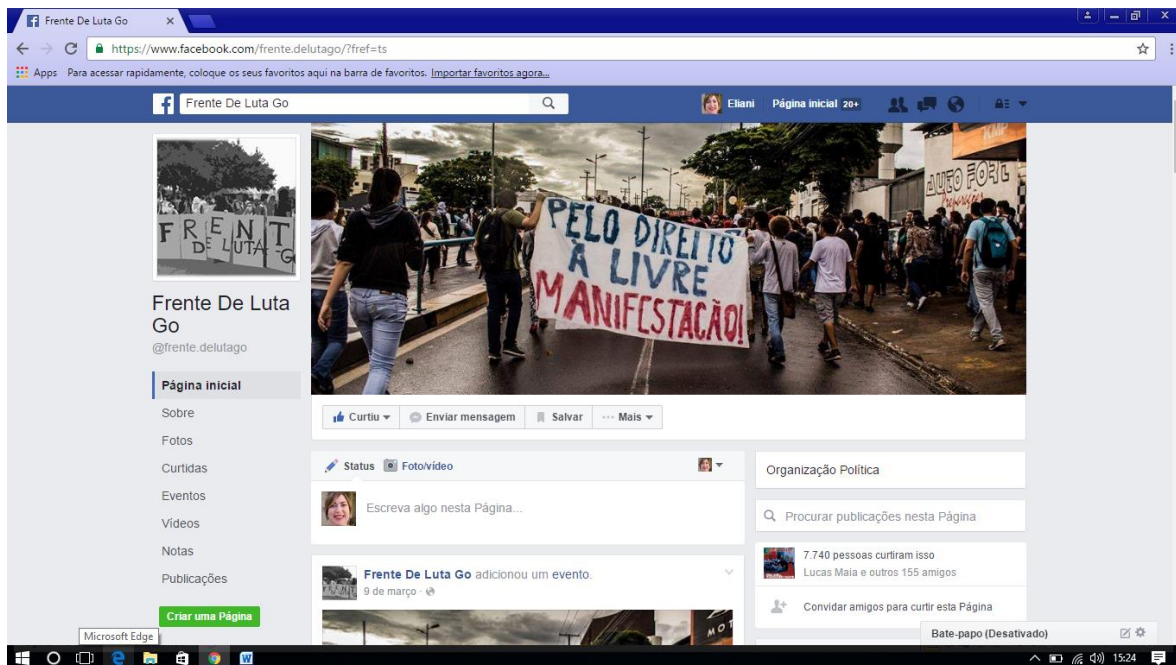 Frente De Luta Go
https://www.facebook.com/frente.delutago/?fref=ts
Apps Para acessar rapidamente, coloque os seus favoritos aqui na barra de favoritos. Importar favoritos agora...
Frente De Luta Go
Eliani Página inicial 20+
FRENT
DE LUTA-G
PELO DIREITO
À LIVRE
MANIFESTAÇÃO!
AUTO FORT
Frente De Luta
Go
@frente.delutago
Página inicial
Sobre
Fotos
Curtidas
Eventos
Vídeos
Notas
Publicações
Criar uma Página
Curtiu Enviar mensagem Salvar ... Mais
Status Foto/vídeo
Escreva algo nesta Página...
Frente De Luta Go adicionou um evento.
9 de março ·
MOT
Organização Política
Procurar publicações nesta Página
7.740 pessoas curtiram isso
Lucas Maia e outros 155 amigos
Convidar amigos para curtir esta Página
Bate-papo (Desativado)
Microsoft Edge
15:24